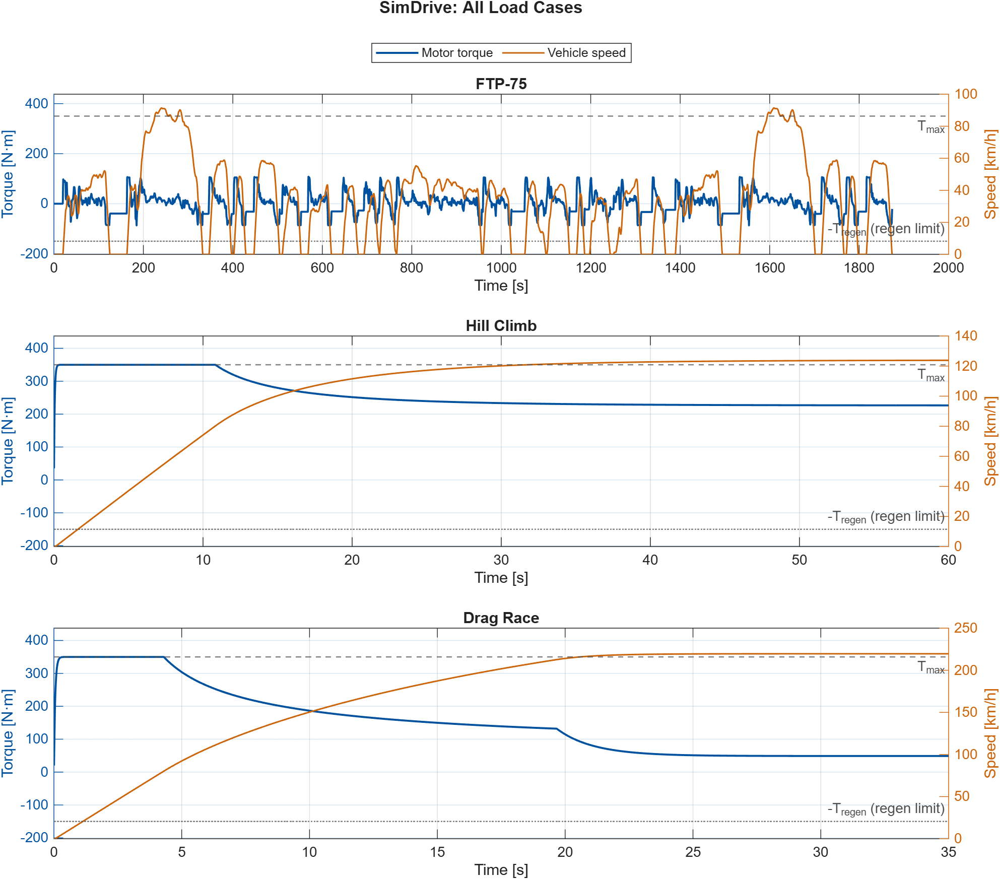 SimDrive: All Load Cases
Motor torque Vehicle speed
FTP-75
400
200
0
-200
Torque [N·m]
100
80
60
40
20
0
Speed [km/h]
Tmax
-Tregen (regen limit)
0 200 400 600 800 1000 1200 1400 1600 1800 2000
Time [s]
Hill Climb
400
300
200
100
0
-100
-200
Torque [N·m]
140
120
100
80
60
40
20
0
Speed [km/h]
Tmax
-Tregen (regen limit)
0 10 20 30 40 50 60
Time [s]
Drag Race
400
300
200
100
0
-100
-200
Torque [N·m]
250
200
150
100
50
0
Speed [km/h]
Tmax
-Tregen (regen limit)
0 5 10 15 20 25 30 35
Time [s]